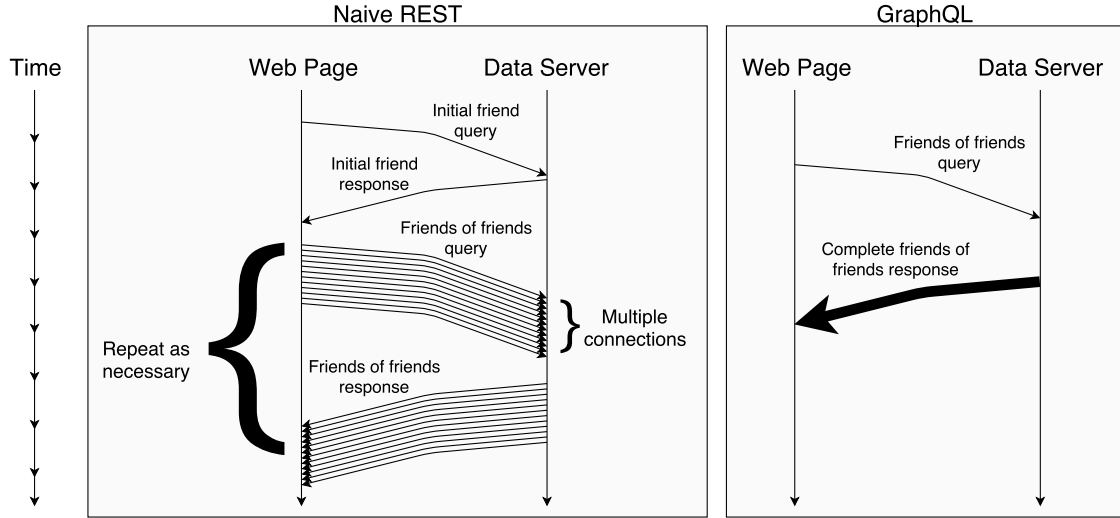 Naive REST
GraphQL
Time
Web Page
Data Server
Web Page
Data Server
Initial friend
query
Initial friend
response
Friends of friends
query
Multiple
connections
Repeat as
necessary
Friends of friends
response
Friends of friends
query
Complete friends of
friends response